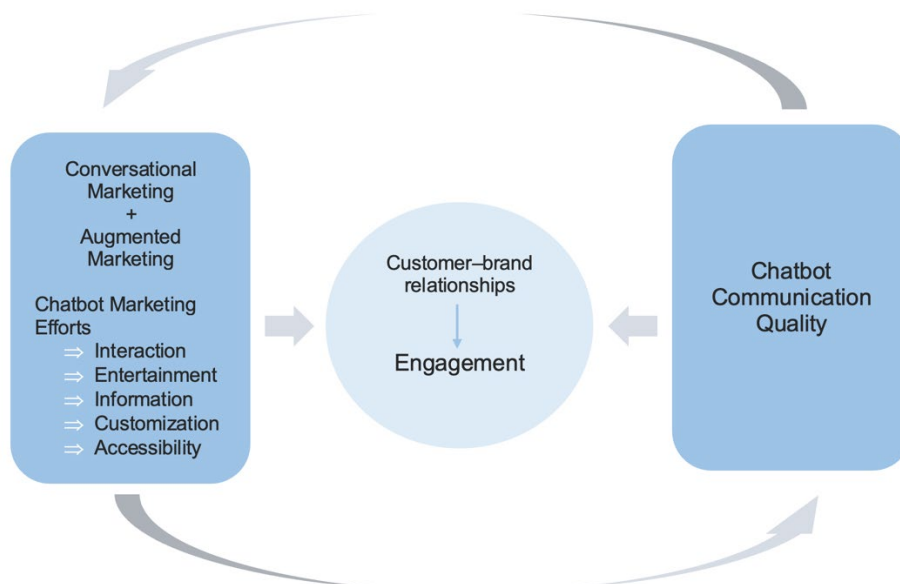 Conversational
Marketing
+
Augmented
Marketing
Chatbot Marketing
Efforts
⇒ Interaction
⇒ Entertainment
⇒ Information
⇒ Customization
⇒ Accessibility
Customer–brand
relationships
Engagement
Chatbot
Communication
Quality